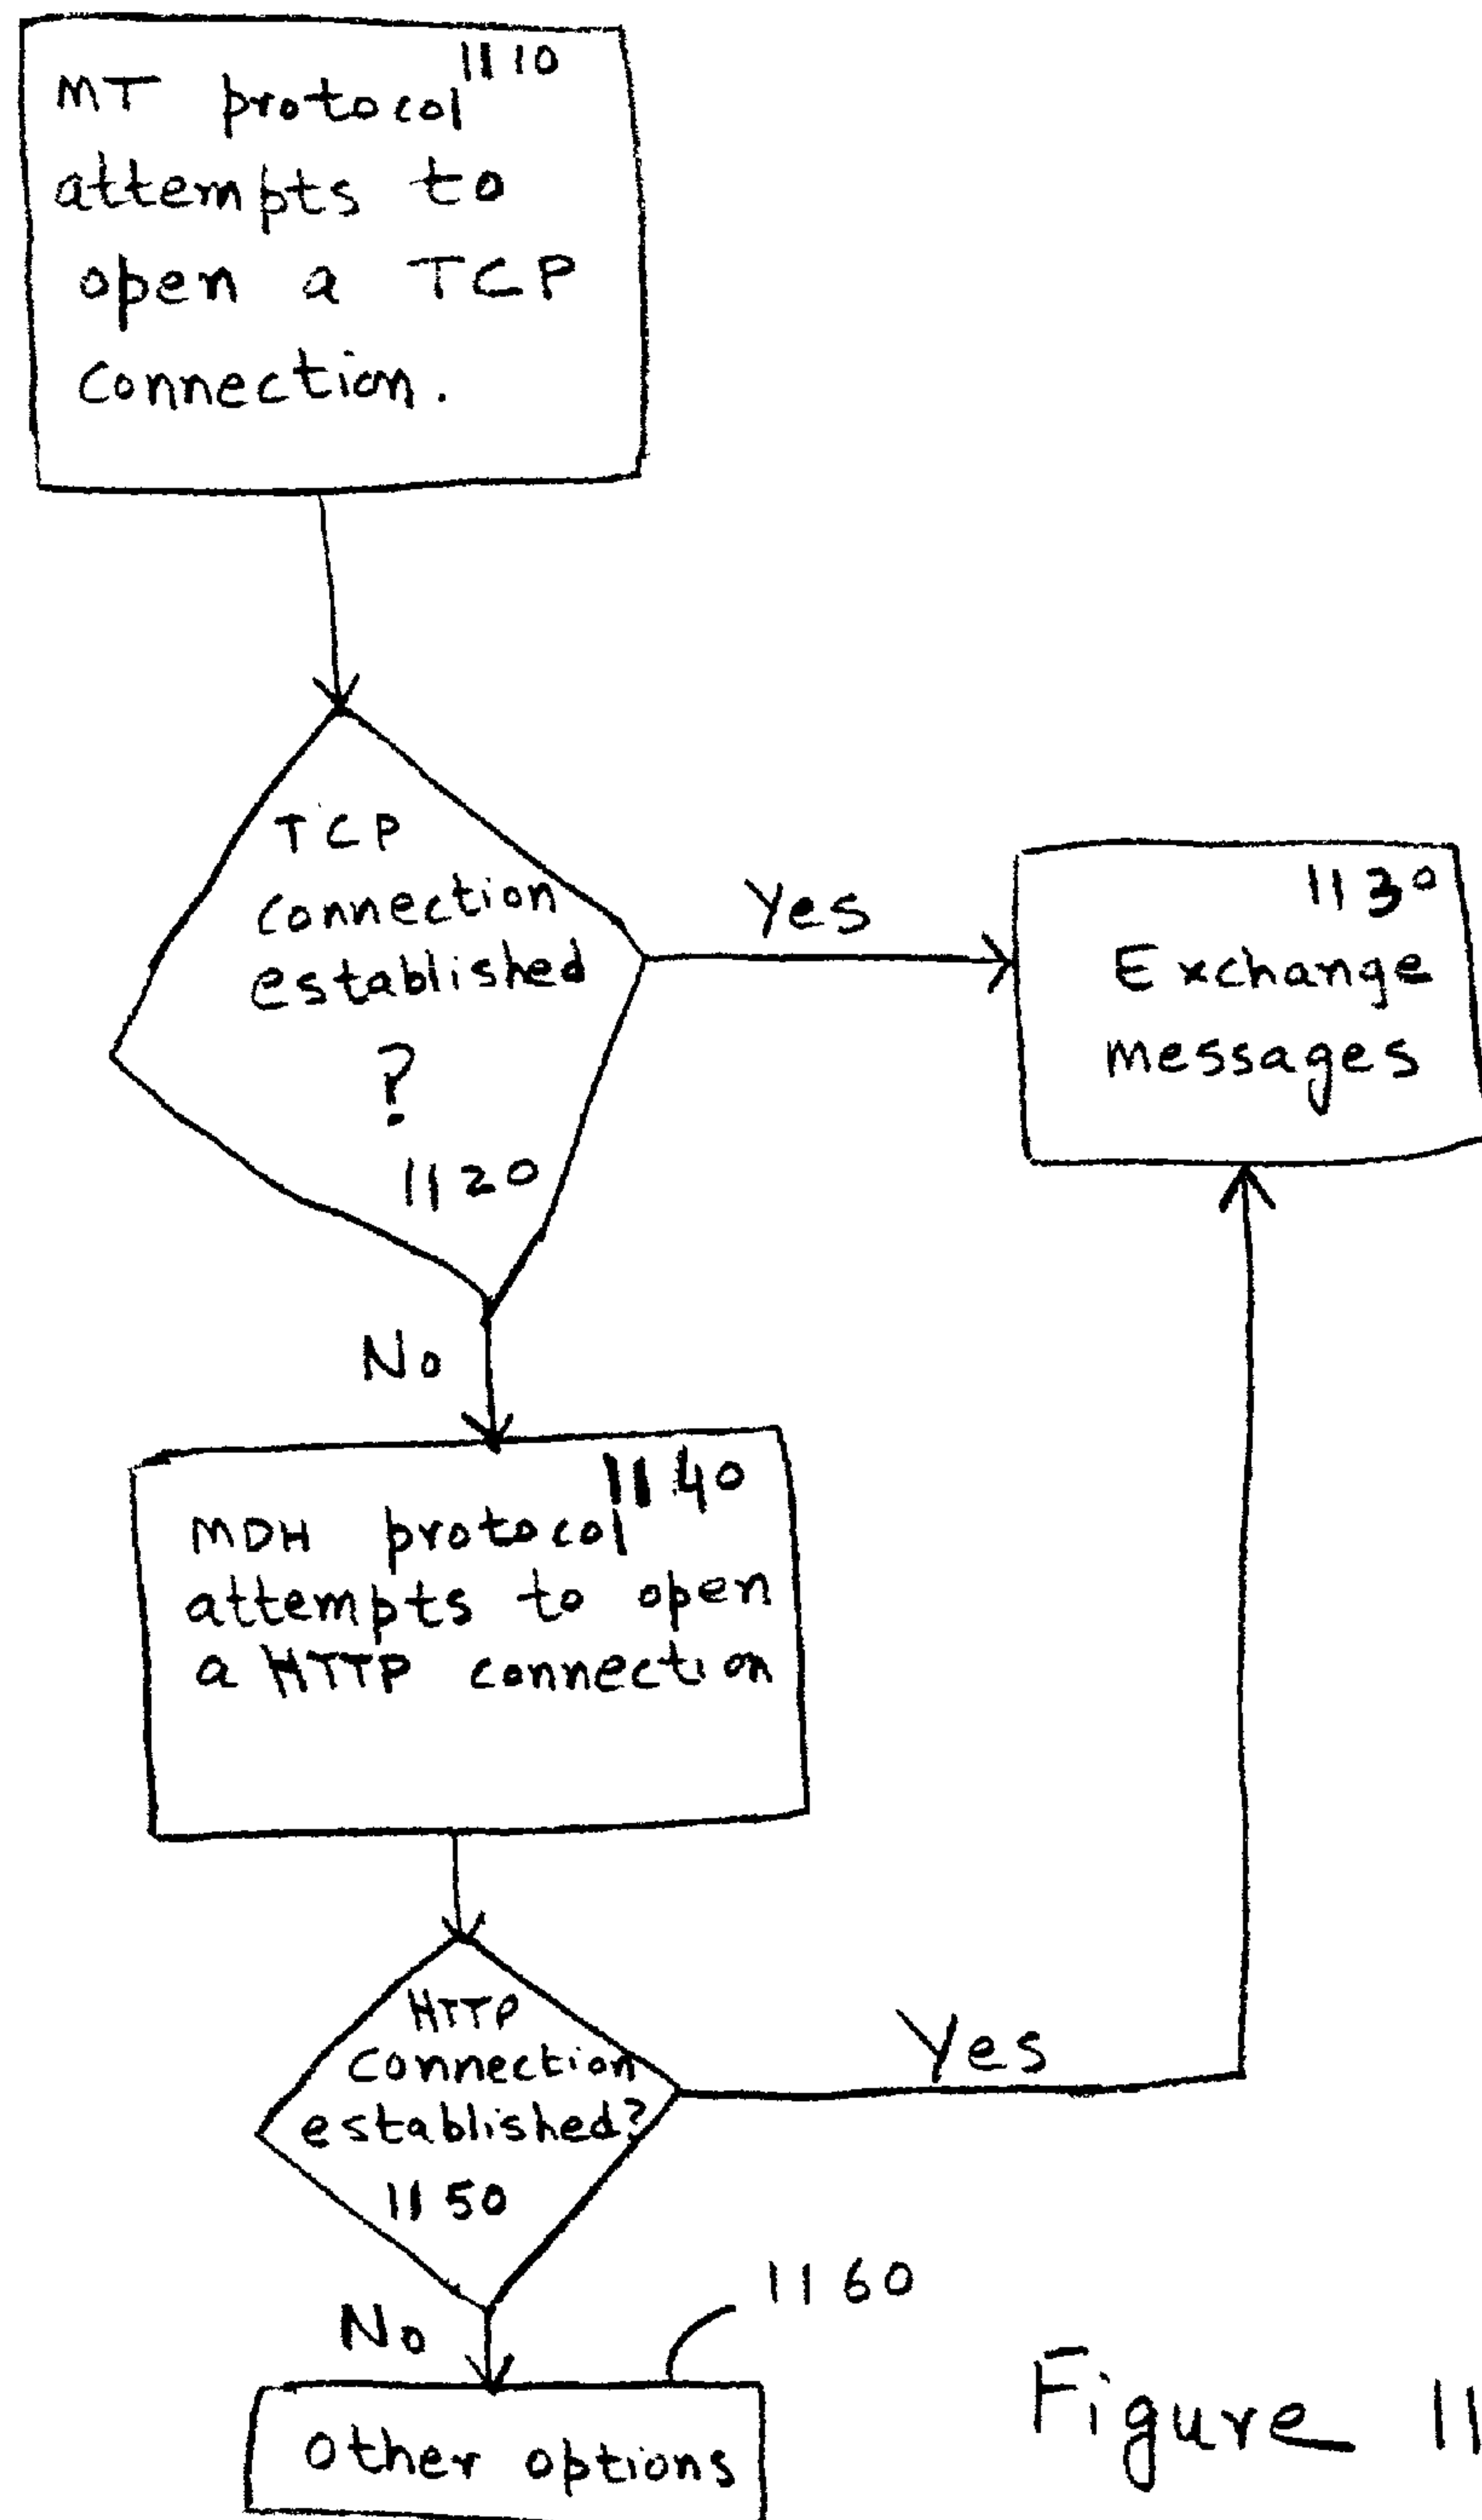 1110
MT protocol
attempts to
open a TCP
connection.
TCP
connection
established
?
1120
Yes
1130
Exchange
messages
No
1140
MDH protocol
attempts to open
a HTTP connection
HTTP
connection
established?
1150
Yes
No
1160
Other options
Figure 11